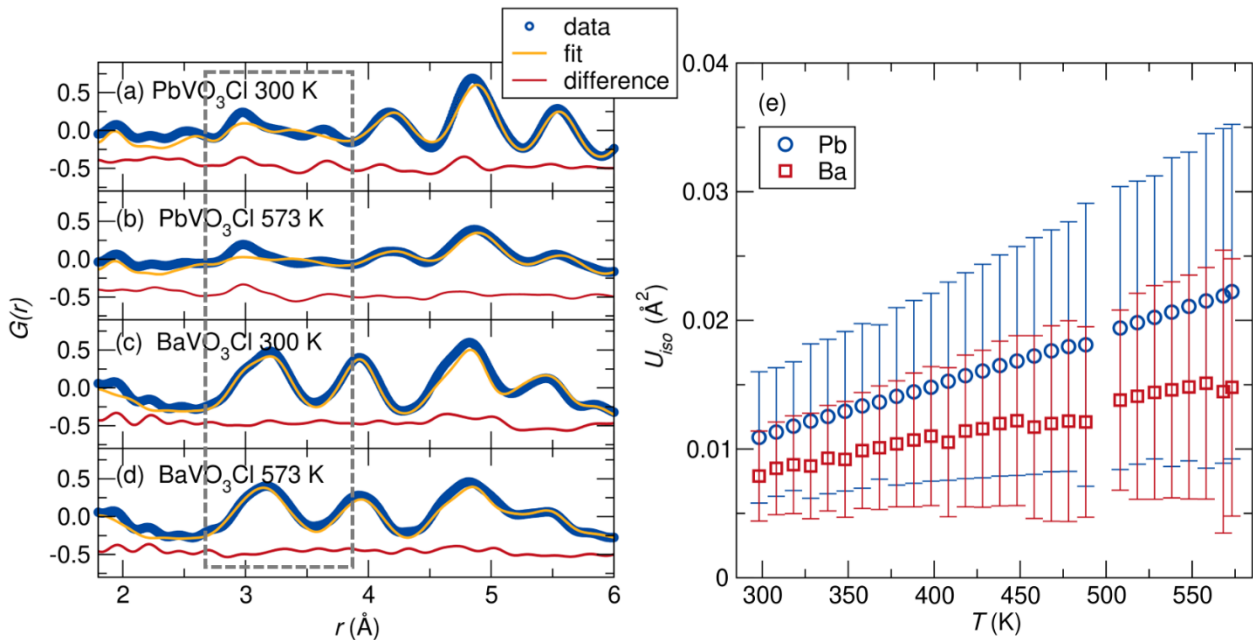 data
fit
difference
(a) PbVO₃Cl 300 K
0.5
0.0
-0.5
(b) PbVO₃Cl 573 K
0.5
0.0
-0.5
(c) BaVO₃Cl 300 K
0.5
0.0
-0.5
(d) BaVO₃Cl 573 K
0.5
0.0
-0.5
G(r)
2 3 4 5 6
r (Å)
(e)
Pb
Ba
0.04
0.03
0.02
0.01
0
U_iso (Å²)
300 350 400 450 500 550
T (K)